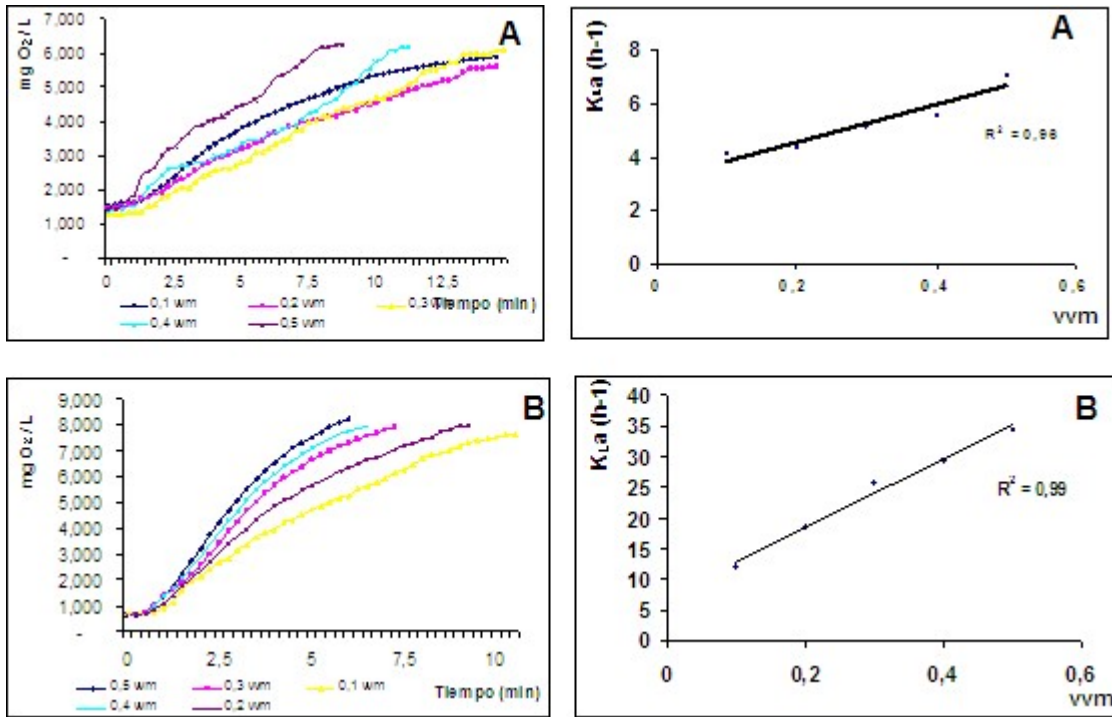 A
mg O2 / L
7,000
6,000
5,000
4,000
3,000
2,000
1,000
-
0 2,5 5 7,5 10 12,5
Tiempo (min)
0,1 vvm 0,2 vvm 0,3
0,4 vvm 0,5 vvm
A
KLa (h-1)
8
6
4
2
0
R² = 0,96
0 0,2 0,4 0,6
vvm
B
mg O2 / L
9,000
8,000
7,000
6,000
5,000
4,000
3,000
2,000
1,000
-
0 2,5 5 7,5 10
Tiempo (min)
0,5 vvm 0,3 vvm 0,1 vvm
0,4 vvm 0,2 vvm
B
KLa (h-1)
40
35
30
25
20
15
10
5
0
R² = 0,99
0 0,2 0,4 0,6
vvm